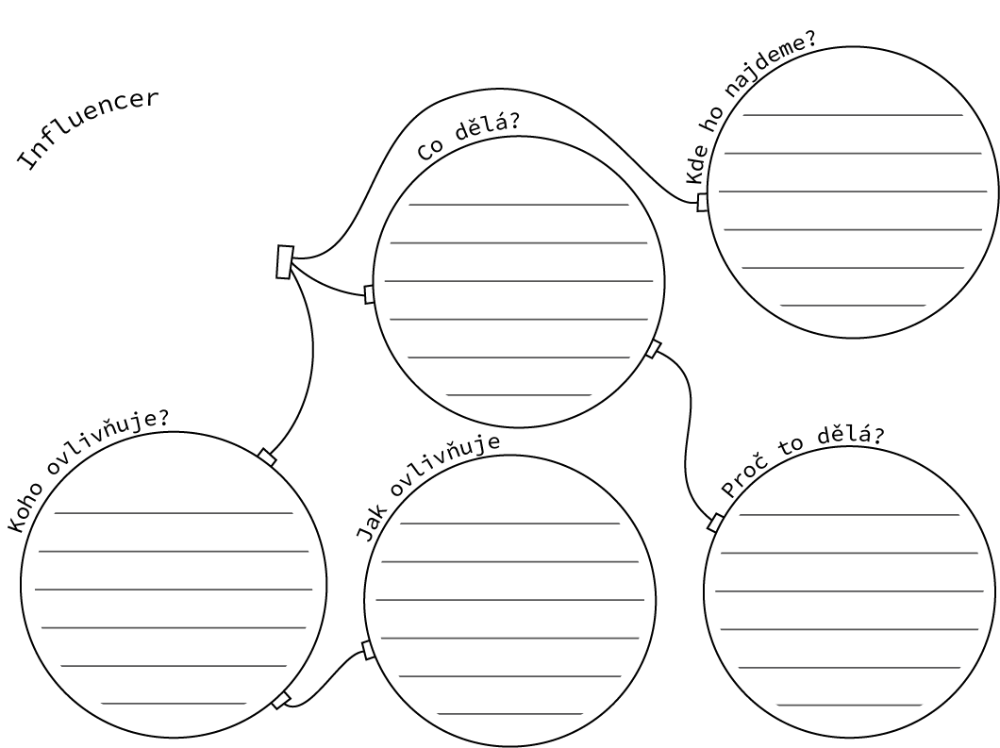 Influencer
Co dělá?
Kde ho najdeme?
Koho ovlivňuje?
Jak ovlivňuje
Proč to dělá?